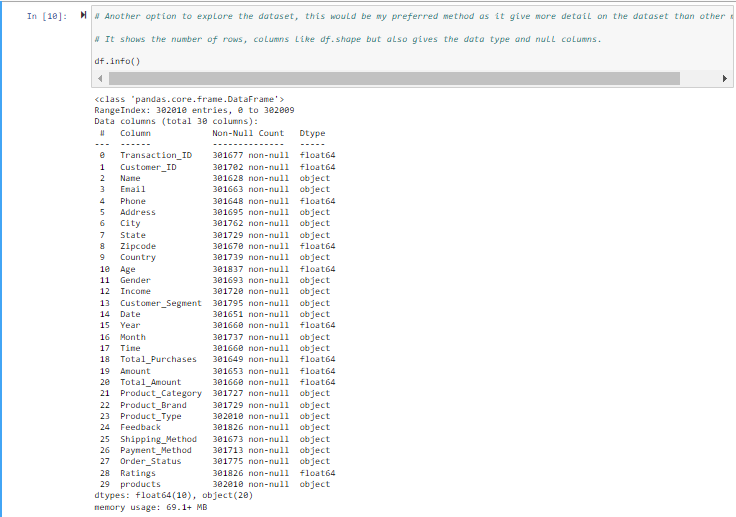 In [10]:
# Another option to explore the dataset, this would be my preferred method as it give more detail on the dataset than other
# It shows the number of rows, columns like df.shape but also gives the data type and null columns.
df.info()
<class 'pandas.core.frame.DataFrame'>
RangeIndex: 302010 entries, 0 to 302009
Data columns (total 30 columns):
 #   Column            Non-Null Count   Dtype
---  ------            --------------   -----
 0   Transaction_ID    301677 non-null  float64
 1   Customer_ID       301702 non-null  float64
 2   Name              301628 non-null  object
 3   Email             301663 non-null  object
 4   Phone             301648 non-null  float64
 5   Address           301695 non-null  object
 6   City              301762 non-null  object
 7   State             301729 non-null  object
 8   Zipcode           301670 non-null  float64
 9   Country           301739 non-null  object
 10  Age               301837 non-null  float64
 11  Gender            301693 non-null  object
 12  Income            301720 non-null  object
 13  Customer_Segment  301795 non-null  object
 14  Date              301651 non-null  object
 15  Year              301660 non-null  float64
 16  Month             301737 non-null  object
 17  Time              301660 non-null  object
 18  Total_Purchases   301649 non-null  float64
 19  Amount            301653 non-null  float64
 20  Total_Amount      301660 non-null  float64
 21  Product_Category  301727 non-null  object
 22  Product_Brand     301729 non-null  object
 23  Product_Type      302010 non-null  object
 24  Feedback          301826 non-null  object
 25  Shipping_Method   301673 non-null  object
 26  Payment_Method    301713 non-null  object
 27  Order_Status      301775 non-null  object
 28  Ratings           301826 non-null  float64
 29  products          302010 non-null  object
dtypes: float64(10), object(20)
memory usage: 69.1+ MB